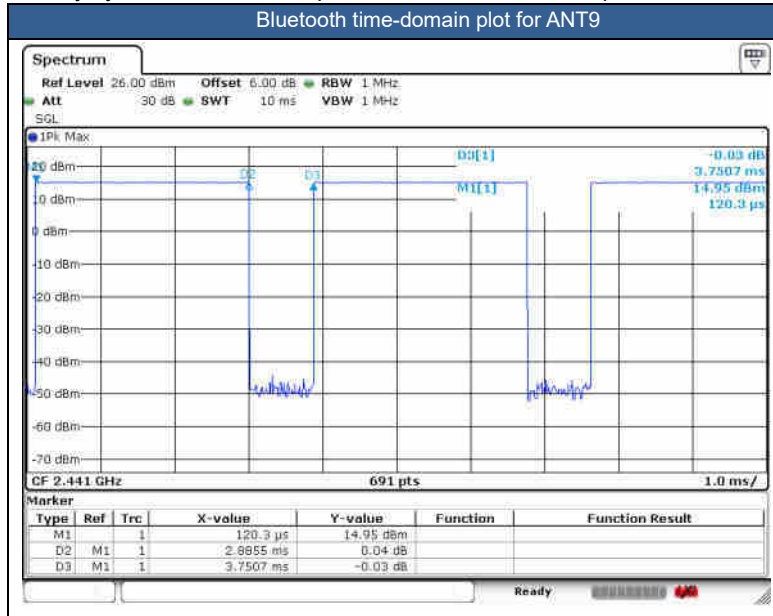 Bluetooth time-domain plot for ANT9
Spectrum
Ref Level 26.00 dBm Offset 6.00 dB RBW 1 MHz
Att 30 dB SWT 10 ms VBW 1 MHz
SGL
1Pk Max
D3[1] -0.03 dB
3.7507 ms
M1[1] 14.95 dBm
120.3 µs
20 dBm
D2 D3
10 dBm
0 dBm
-10 dBm
-20 dBm
-30 dBm
-40 dBm
-50 dBm
-60 dBm
-70 dBm
CF 2.441 GHz 691 pts 1.0 ms/
Marker
Type Ref Trc X-value Y-value Function Function Result
M1 1 120.3 µs 14.95 dBm
D2 M1 1 2.8855 ms 0.04 dB
D3 M1 1 3.7507 ms -0.03 dB
Ready